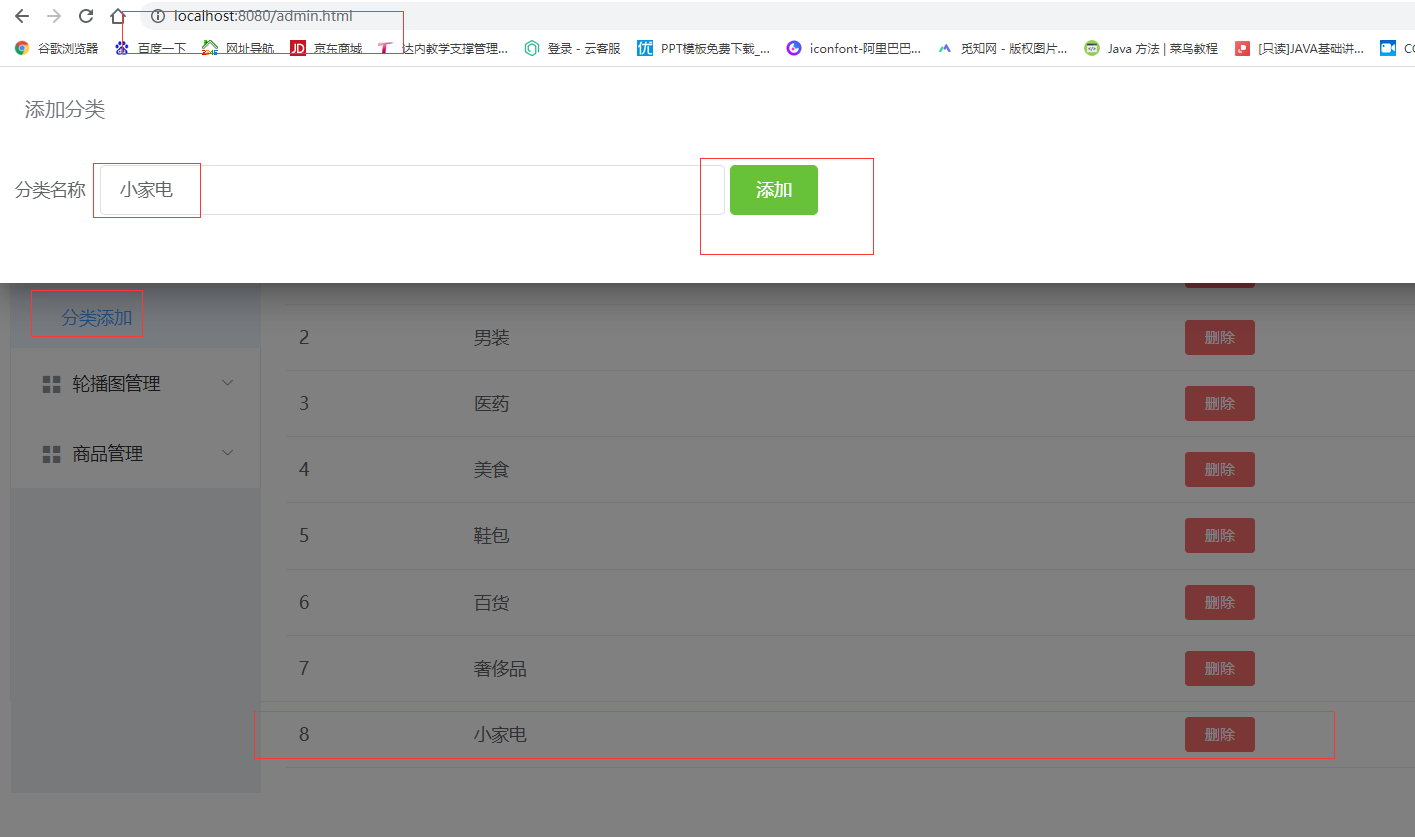 localhost:8080/admin.html
谷歌浏览器 百度一下 网址导航 JD 京东商城 T 达内教学支撑管理... 登录 - 云客服 优 PPT模板免费下载_... iconfont-阿里巴巴... 觅知网 - 版权图片... Java 方法 | 菜鸟教程 [只读]JAVA基础讲...
添加分类
分类名称 小家电 添加
分类添加
轮播图管理
商品管理
2 男装 删除
3 医药 删除
4 美食 删除
5 鞋包 删除
6 百货 删除
7 奢侈品 删除
8 小家电 删除